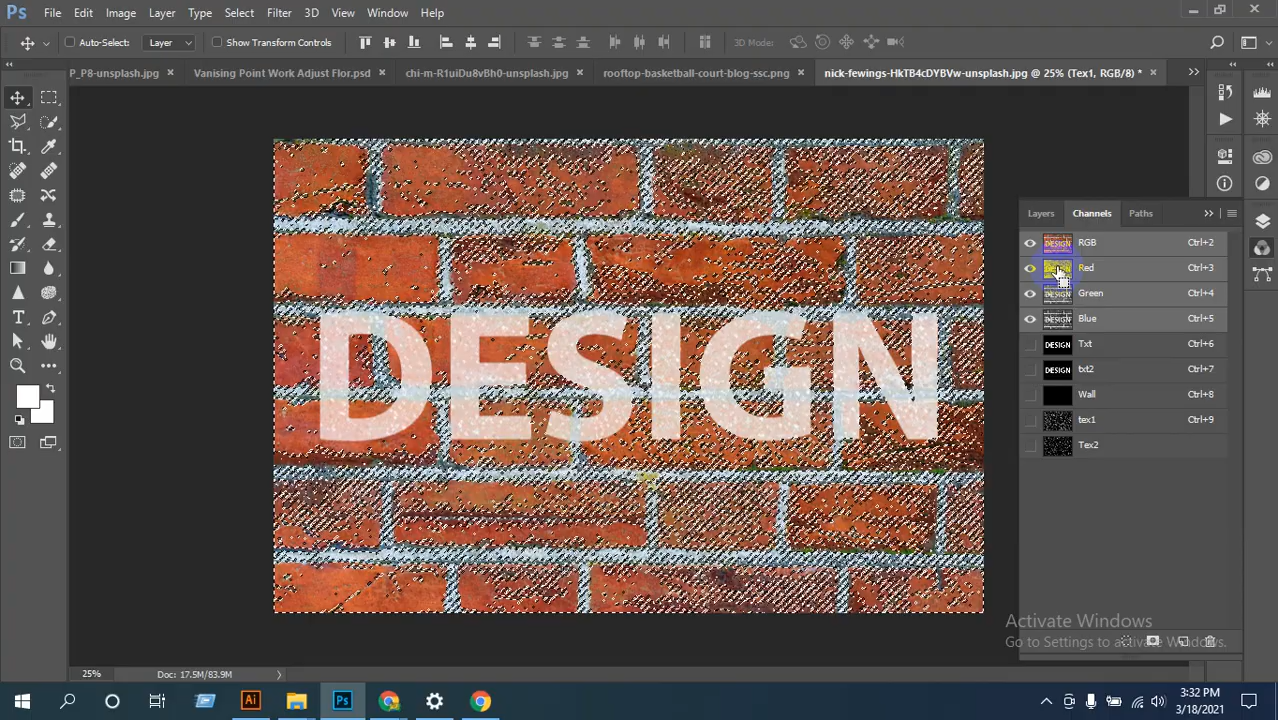 Ps File Edit Image Layer Type Select Filter 3D View Window Help
Auto-Select: Layer Show Transform Controls 3D Mode:
P_P8-unsplash.jpg Vanising Point Work Adjust Flor.psd chi-m-R1uiDu8vBh0-unsplash.jpg rooftop-basketball-court-blog-ssc.png nick-fewings-HkTB4cDYBVw-unsplash.jpg @ 25% (Tex1, RGB/8) *
Layers Channels Paths
RGB Ctrl+2
Red Ctrl+3
Green Ctrl+4
Blue Ctrl+5
Txt Ctrl+6
txt2 Ctrl+7
Wall Ctrl+8
tex1 Ctrl+9
Tex2
DESIGN
Activate Windows
Go to Settings to activate Windows.
25% Doc: 17.5M/83.9M
Ai Ps
3:32 PM
3/18/2021